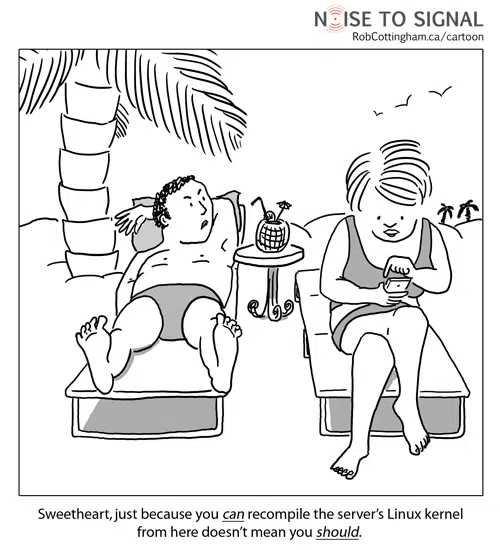 NOISE TO SIGNAL
RobCottingham.ca/cartoon
Sweetheart, just because you can recompile the server's Linux kernel
from here doesn't mean you should.